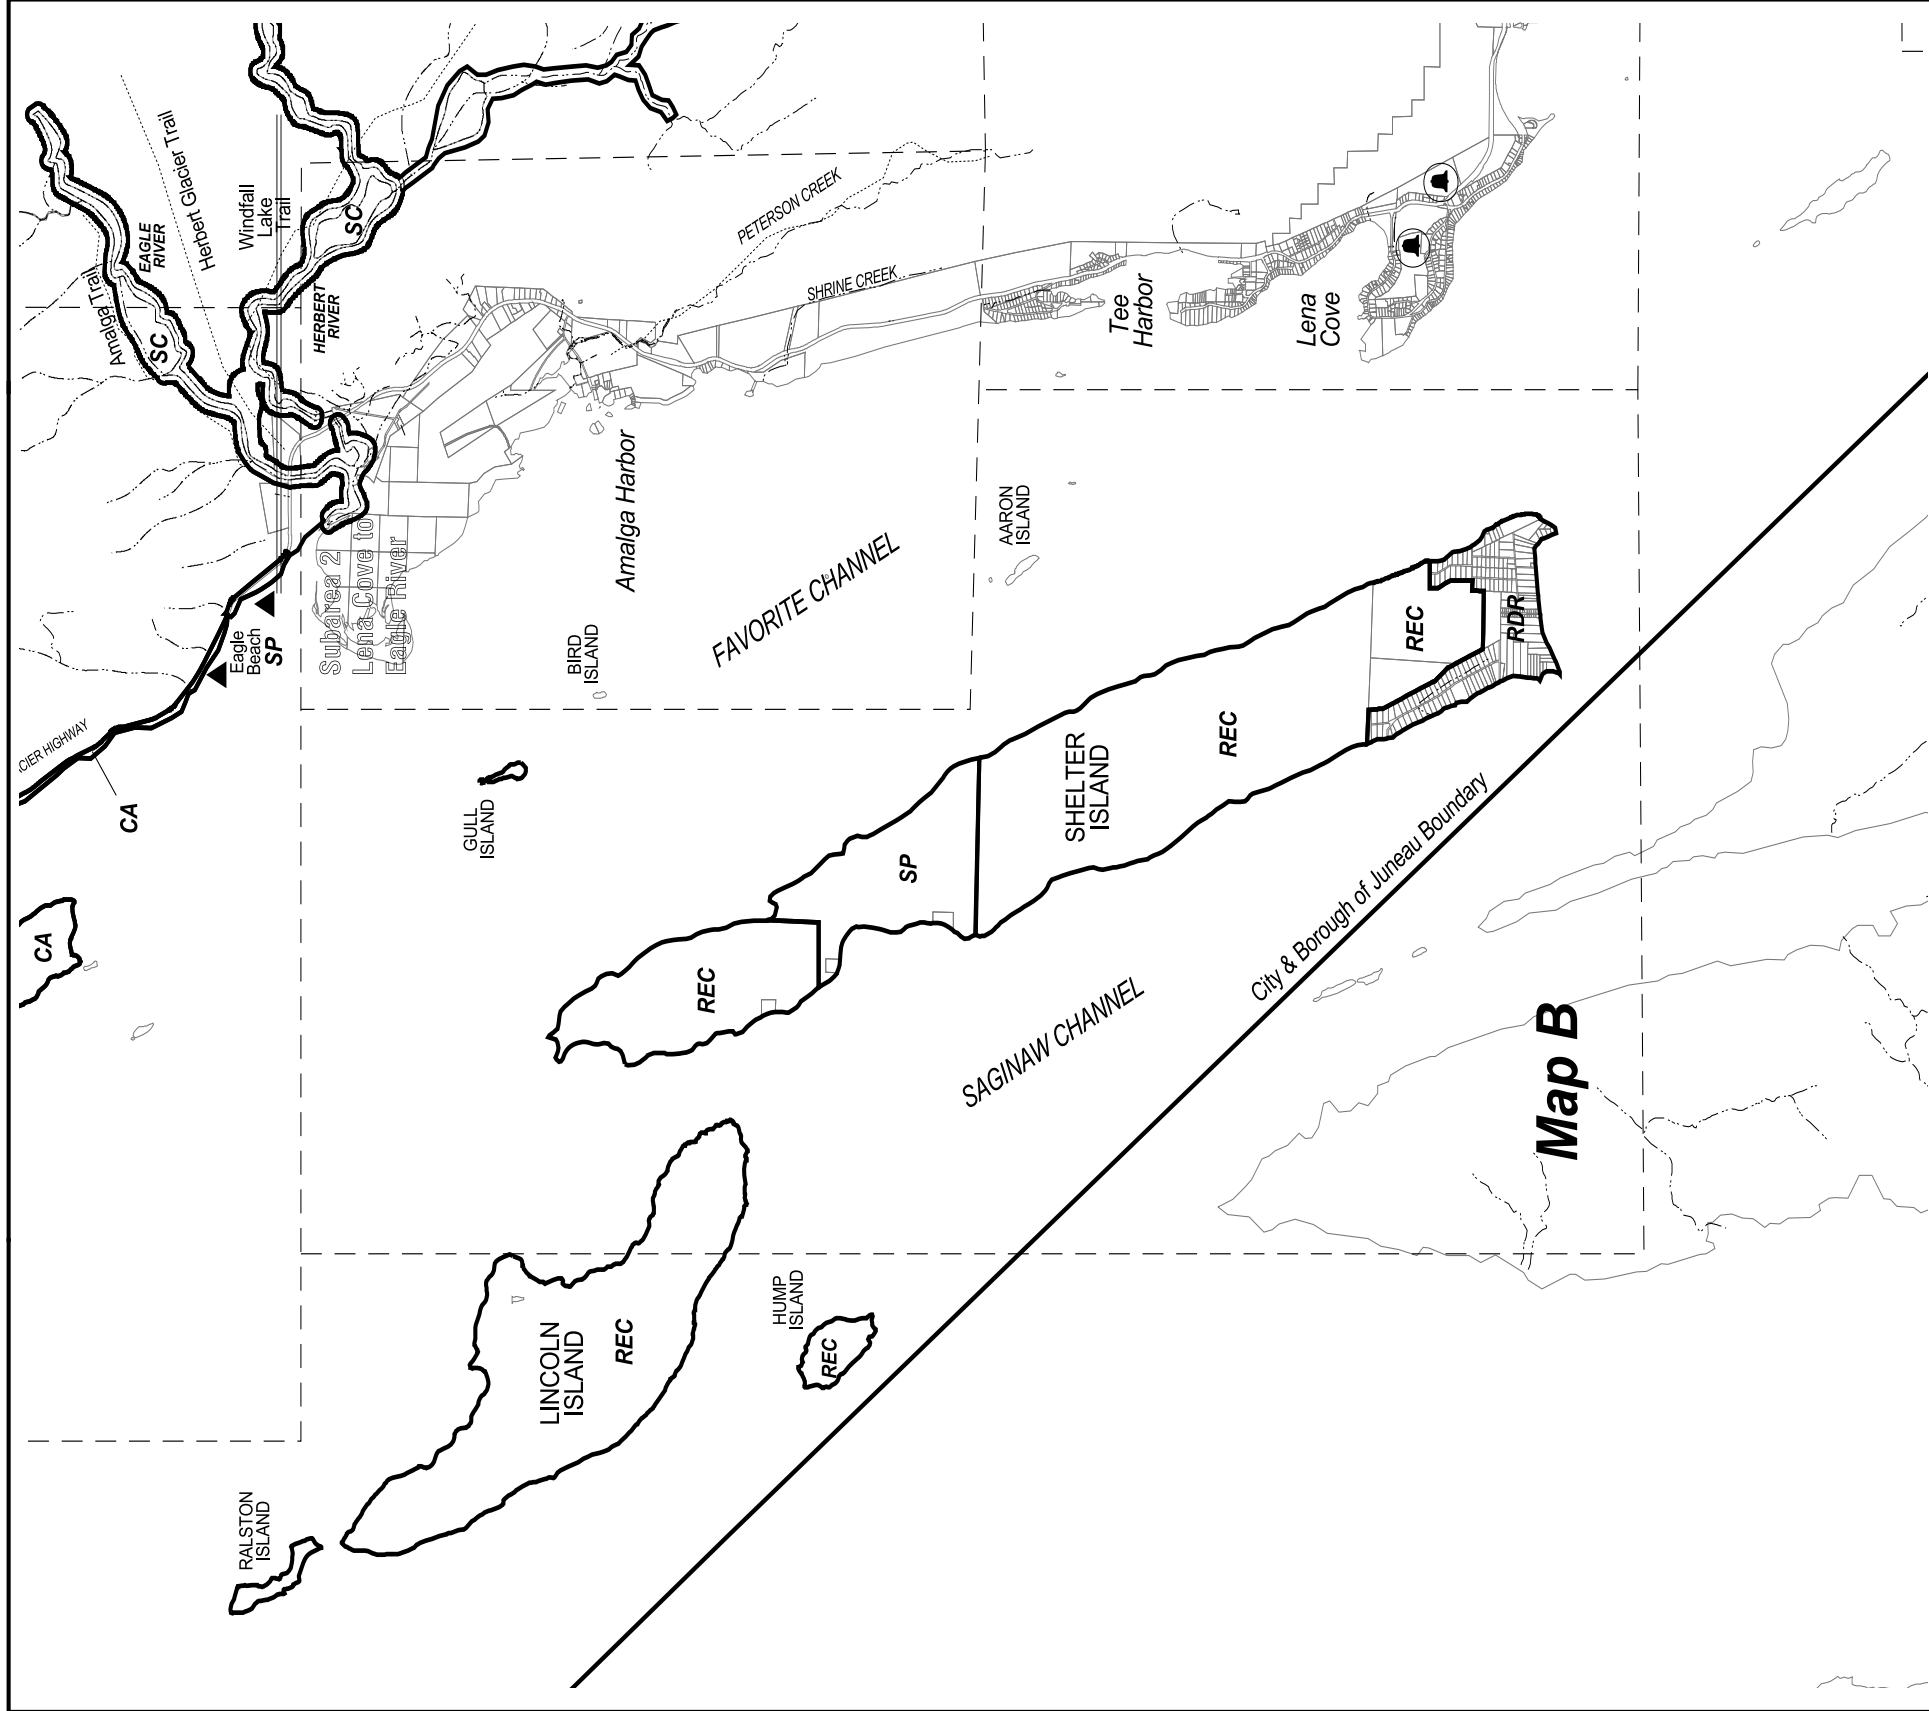 EAGLE
RIVER
Herbert Glacier Trail
Windfall
Lake
Trail
SC
Amalga Trail
SC
HERBERT
RIVER
PETERSON CREEK
SHRINE CREEK
Tee
Harbor
Lena
Cove
Amalga Harbor
Subarea 2
Lena Cove to
Eagle River
Eagle
Beach
SP
CIER HIGHWAY
CA
CA
BIRD
ISLAND
FAVORITE CHANNEL
AARON
ISLAND
GULL
ISLAND
REC
RDR
REC
SHELTER
ISLAND
SP
REC
SAGINAW CHANNEL
City & Borough of Juneau Boundary
Map B
LINCOLN
ISLAND
REC
HUMP
ISLAND
REC
RALSTON
ISLAND